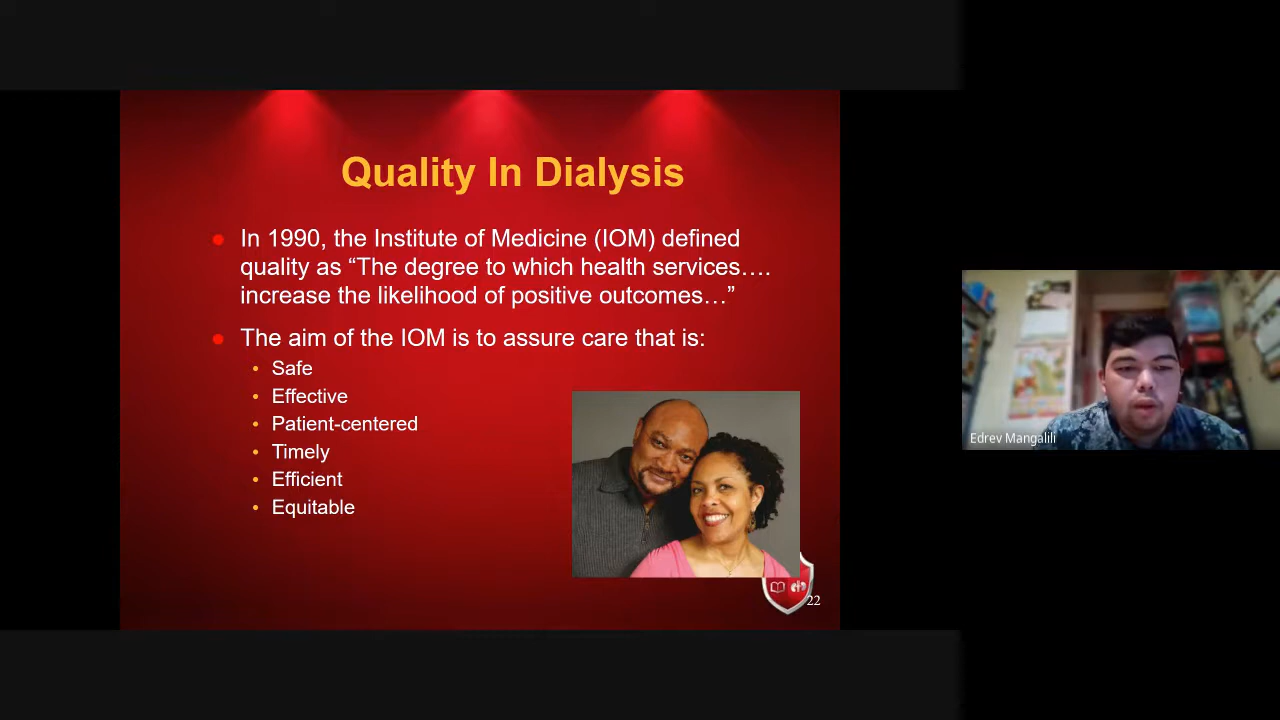 Quality In Dialysis
In 1990, the Institute of Medicine (IOM) defined
quality as “The degree to which health services….
increase the likelihood of positive outcomes…”
The aim of the IOM is to assure care that is:
Safe
Effective
Patient-centered
Timely
Efficient
Equitable
22
Edrev Mangalili